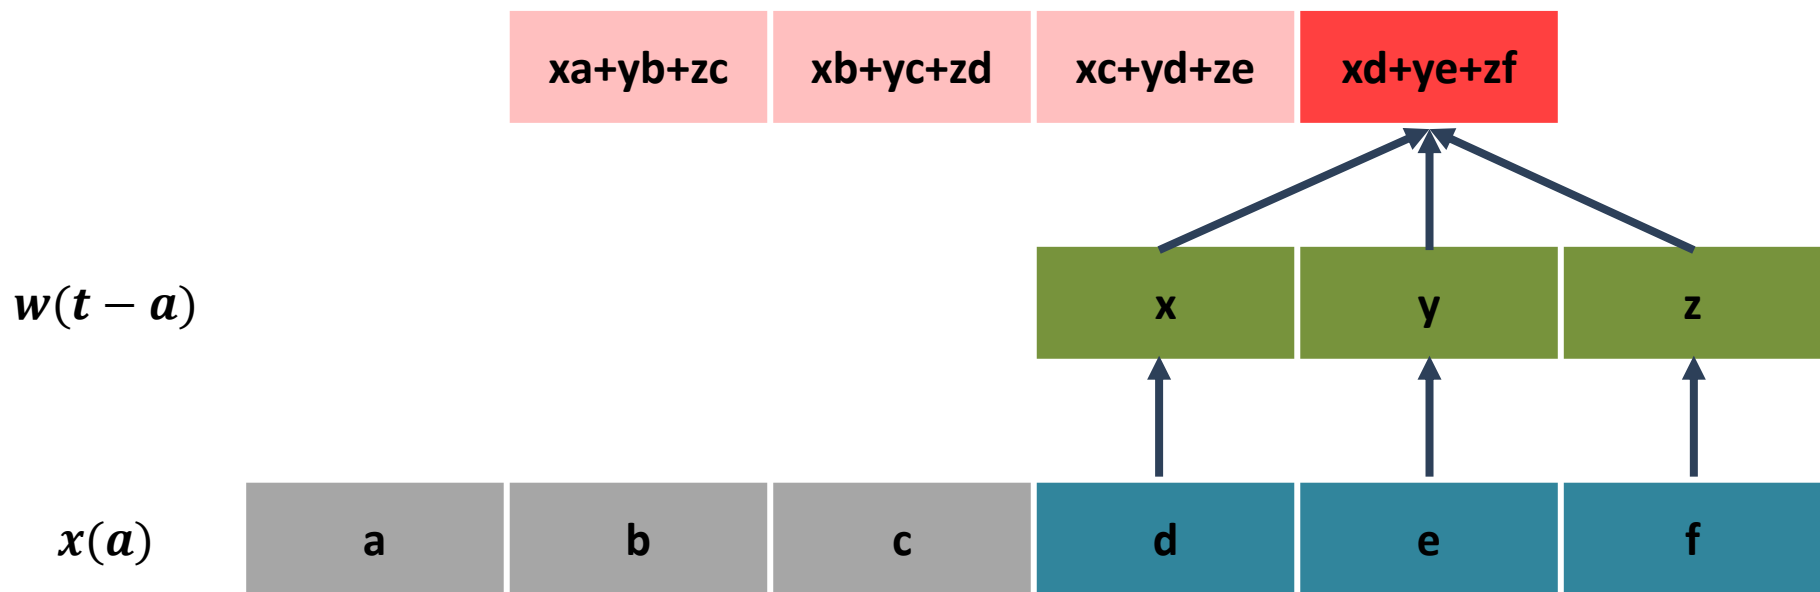 xa+yb+zc xb+yc+zd xc+yd+ze xd+ye+zf
w(t − a) x y z
x(a) a b c d e f